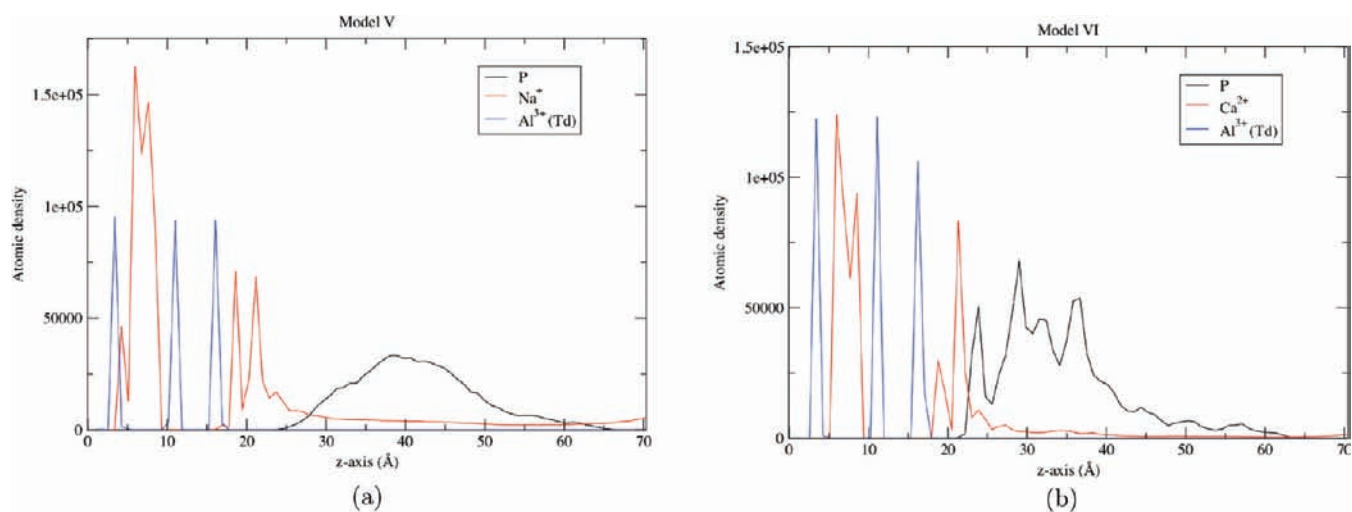 Model V
P
Na⁺
Al³⁺ (Td)
1.5e+05
1e+05
50000
0
Atomic density
0 10 20 30 40 50 60 70
z-axis (Å)
(a)
Model VI
P
Ca²⁺
Al³⁺ (Td)
1.5e+05
1e+05
50000
0
Atomic density
0 10 20 30 40 50 60 70
z-axis (Å)
(b)